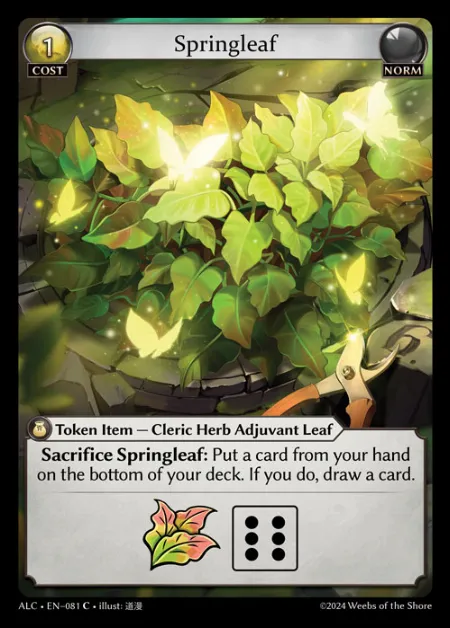 1
COST
Springleaf
NORM
Token Item — Cleric Herb Adjuvant Leaf
Sacrifice Springleaf: Put a card from your hand
on the bottom of your deck. If you do, draw a card.
ALC • EN–081 C • illust: 道漫
©2024 Weebs of the Shore